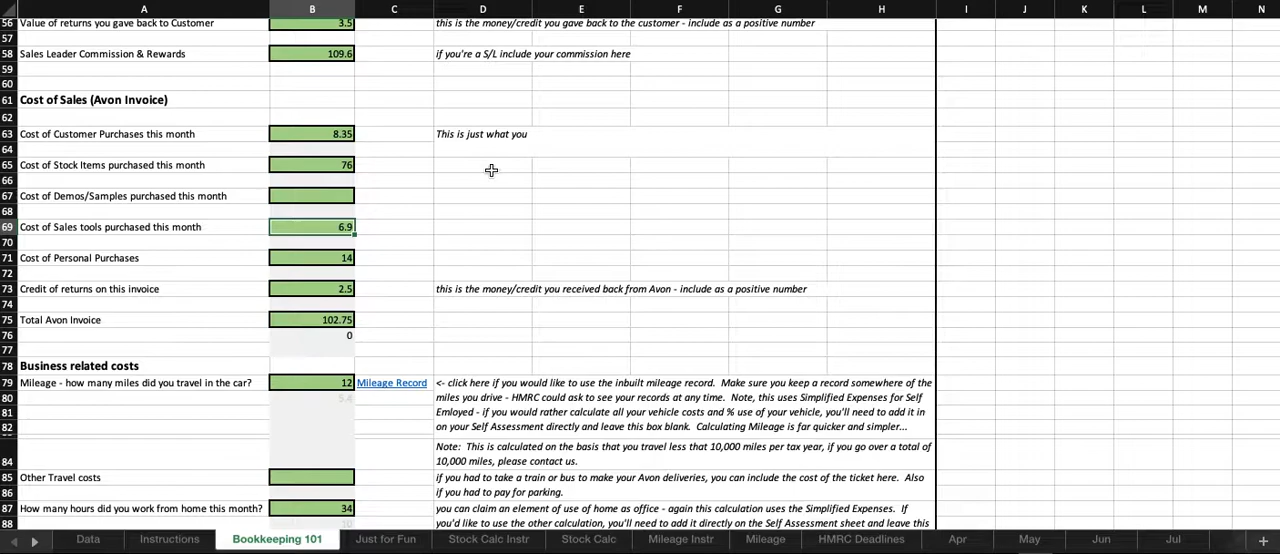 A B C D E F G H I J K L M N
56 Value of returns you gave back to Customer 3.5 this is the money/credit you gave back to the customer - include as a positive number
57
58 Sales Leader Commission & Rewards 109.6 if you're a S/L include your commission here
59
60
61 Cost of Sales (Avon Invoice)
62
63 Cost of Customer Purchases this month 8.35 This is just what you
64
65 Cost of Stock Items purchased this month 76
66
67 Cost of Demos/Samples purchased this month
68
69 Cost of Sales tools purchased this month 6.9
70
71 Cost of Personal Purchases 14
72
73 Credit of returns on this invoice 2.5 this is the money/credit you received back from Avon - include as a positive number
74
75 Total Avon Invoice 102.75
76 0
77
78 Business related costs
79 Mileage - how many miles did you travel in the car? 12 Mileage Record <- click here if you would like to use the inbuilt mileage record. Make sure you keep a record somewhere of the
80 5.4 miles you drive - HMRC could ask to see your records at any time. Note, this uses Simplified Expenses for Self
81 Emloyed - if you would rather calculate all your vehicle costs and % use of your vehicle, you'll need to add it in
82 on your Self Assessment directly and leave this box blank. Calculating Mileage is far quicker and simpler...
Note: This is calculated on the basis that you travel less that 10,000 miles per tax year, if you go over a total of
84 10,000 miles, please contact us.
85 Other Travel costs if you had to take a train or bus to make your Avon deliveries, you can include the cost of the ticket here. Also
86 if you had to pay for parking.
87 How many hours did you work from home this month? 34 you can claim an element of use of home as office - again this calculation uses the Simplified Expenses. If
88 10 you'd like to use the other calculation, you'll need to add it directly on the Self Assessment sheet and leave this
Data Instructions Bookkeeping 101 Just for Fun Stock Calc Instr Stock Calc Mileage Instr Mileage HMRC Deadlines Apr May Jun Jul +